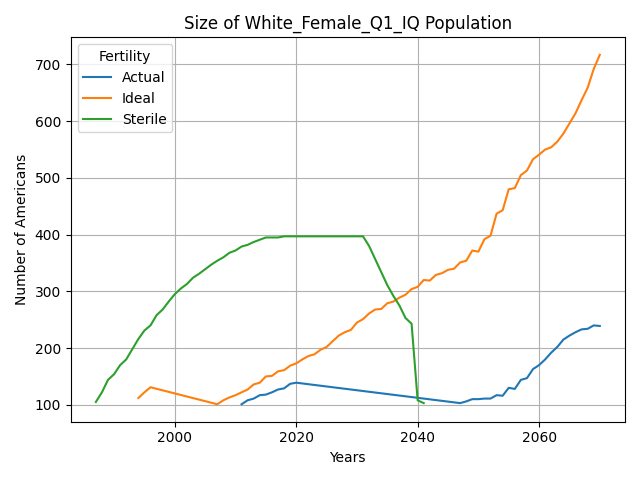 Size of White_Female_Q1_IQ Population
Number of Americans
700
600
500
400
300
200
100
Fertility
Actual
Ideal
Sterile
2000
2020
2040
2060
Years